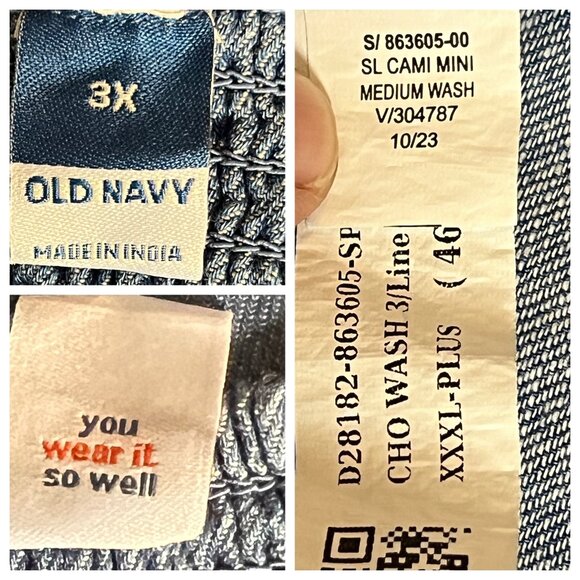 3X
OLD NAVY
MADE IN INDIA
you
wear it
so well
S/ 863605-00
SL CAMI MINI
MEDIUM WASH
V/304787
10/23
D28182-863605-SP
CHO WASH 3/Line
XXXL-PLUS ( 46